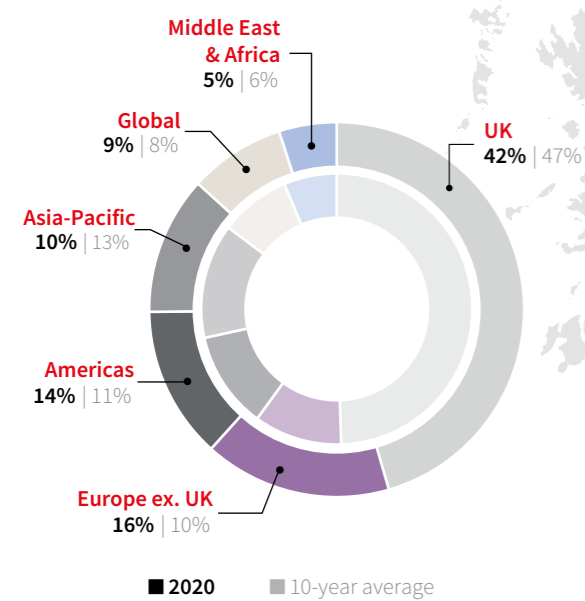 Middle East
& Africa
5% | 6%
Global
9% | 8%
UK
42% | 47%
Asia-Pacific
10% | 13%
Americas
14% | 11%
Europe ex. UK
16% | 10%
2020
10-year average